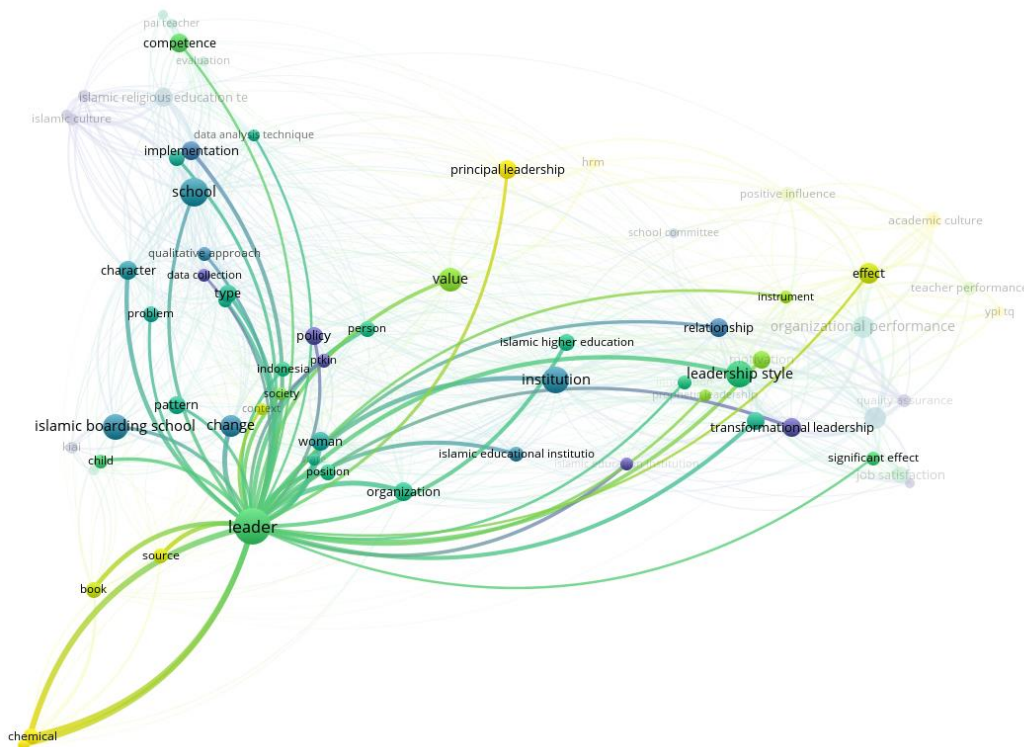 pai teacher
competence
evaluation
islamic religious education te
islamic culture
data analysis technique
implementation
principal leadership
hrm
school
positive influence
academic culture
school committee
qualitative approach
character
data collection
value
effect
type
teacher performance
instrument
problem
ypi tq
person
relationship
organizational performance
policy
islamic higher education
ptkin
motivation
indonesia
leadership style
institution
society
quality assurance
pattern
context
islamic boarding school
change
transformational leadership
woman
kiai
islamic educational institutio
significant effect
child
position
islamic education institution
job satisfaction
organization
leader
source
book
chemical